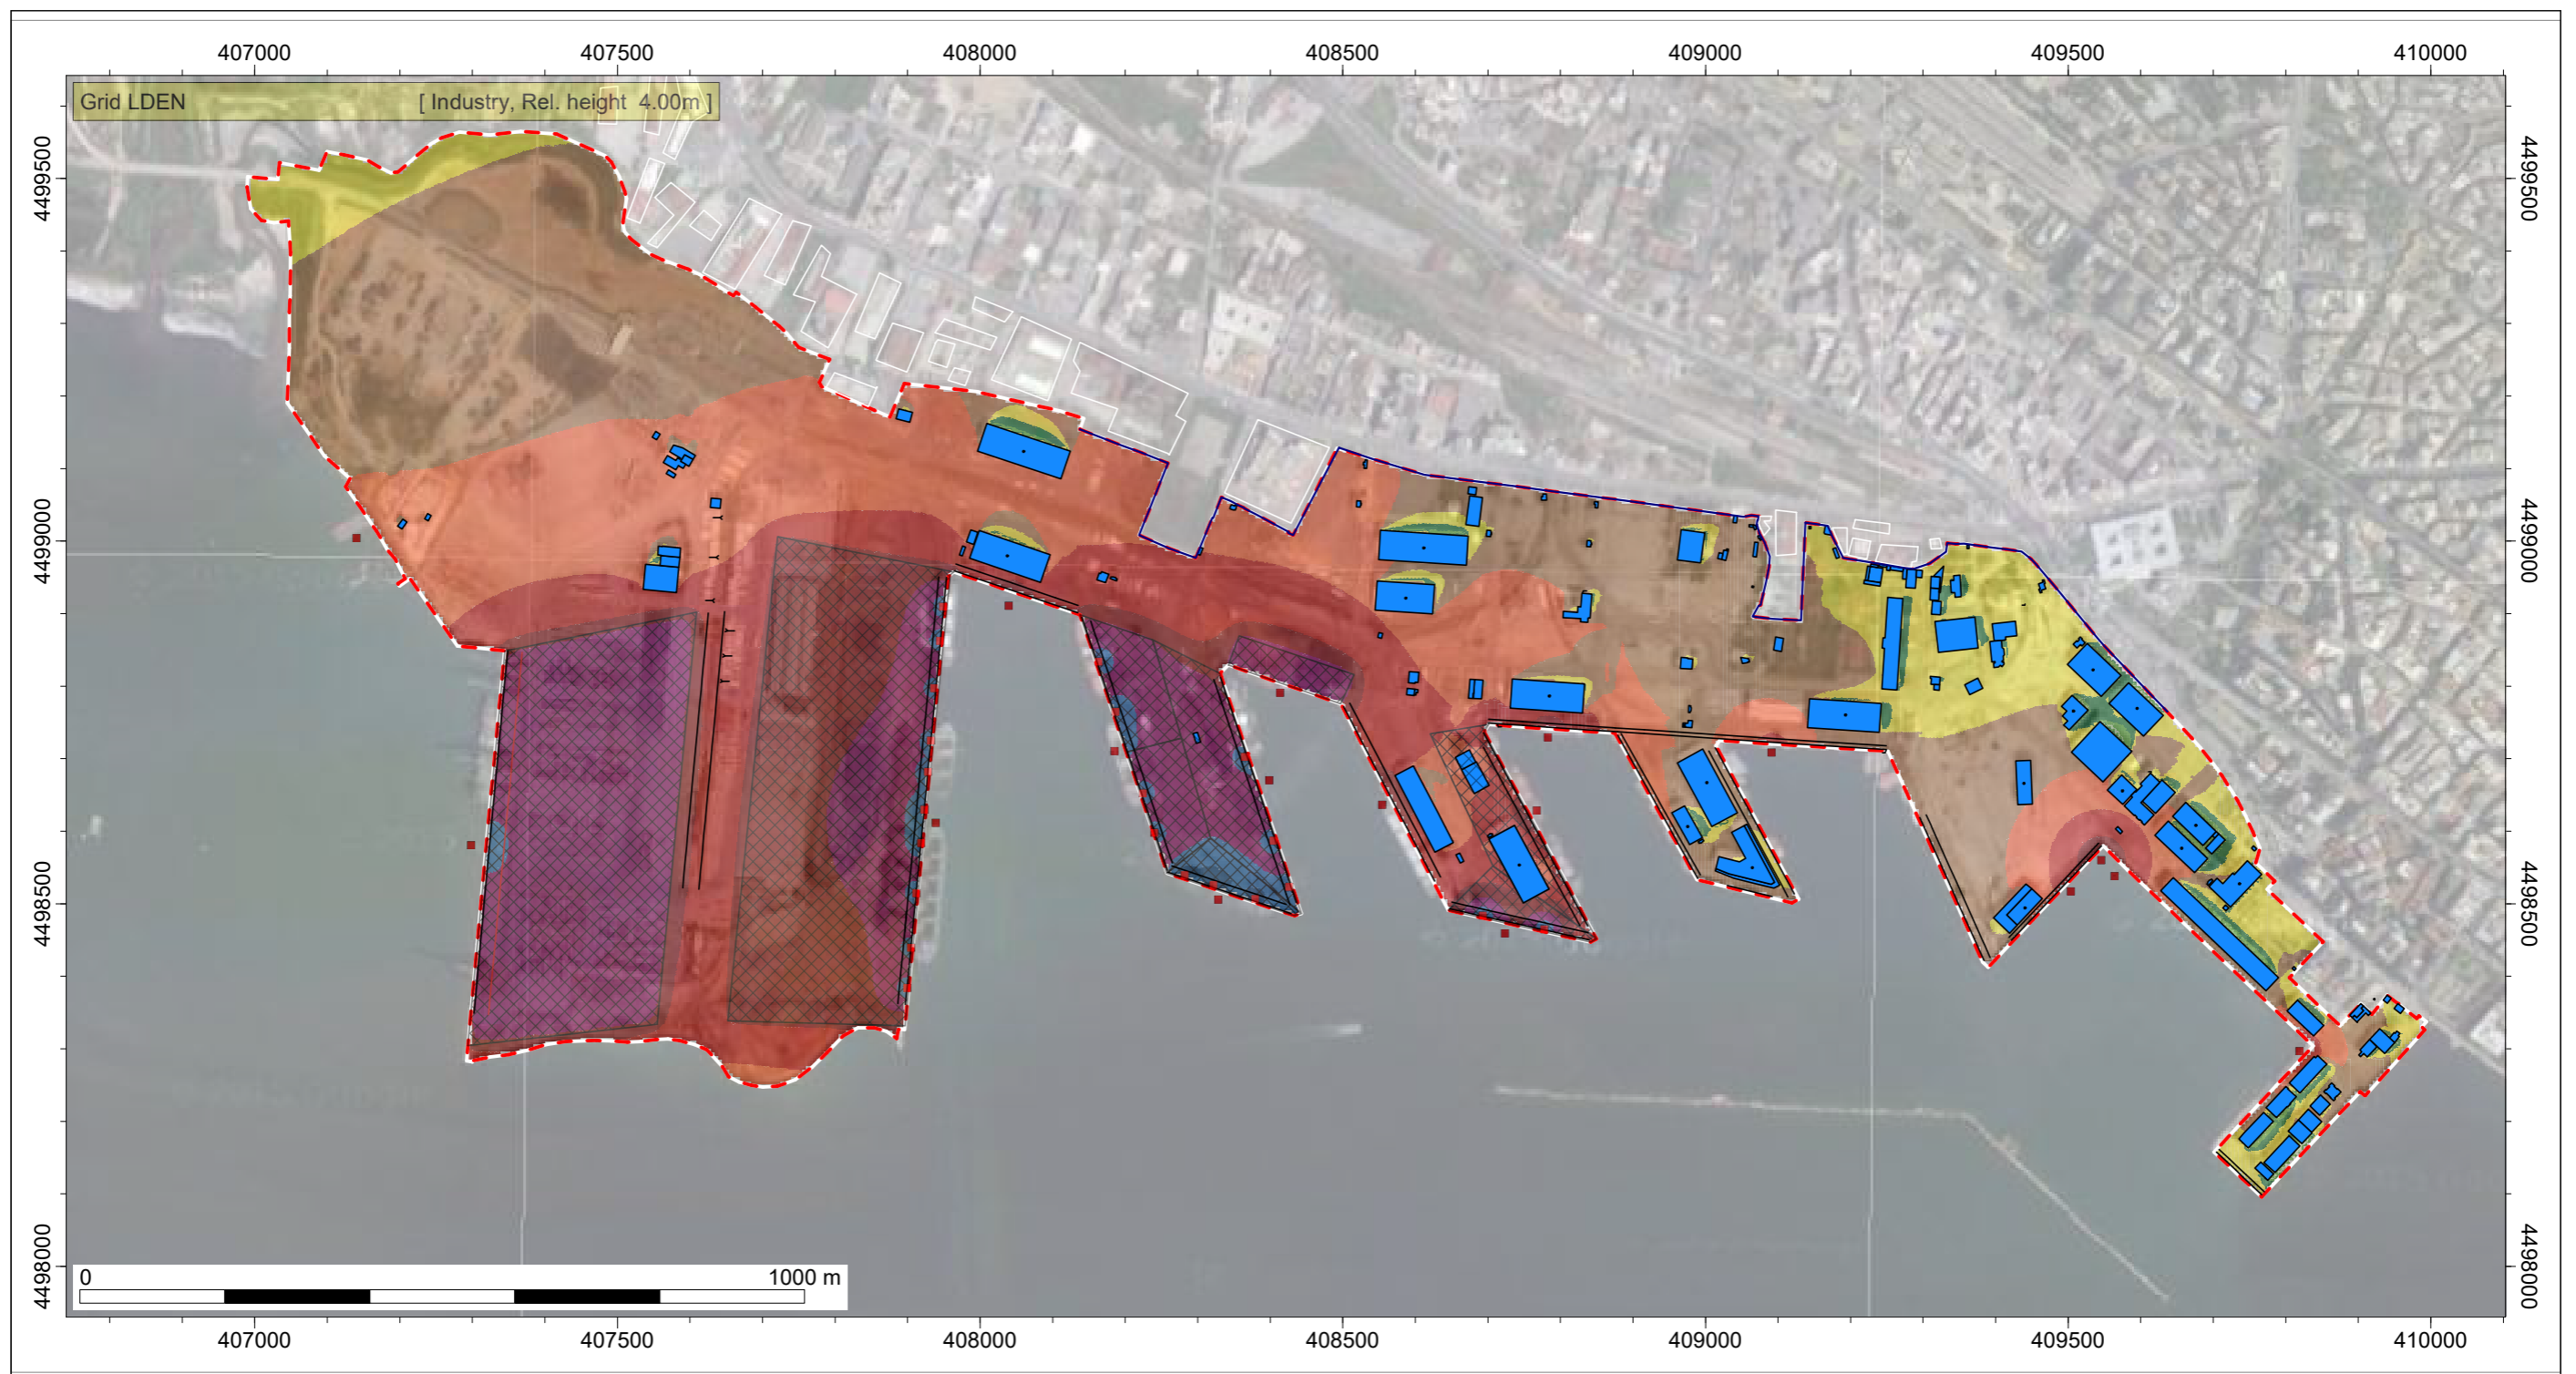 407000 407500 408000 408500 409000 409500 410000
Grid LDEN [ Industry, Rel. height 4.00m ]
4499500 4499500
4499000 4499000
4498500 4498500
4498000 4498000
0 1000 m
407000 407500 408000 408500 409000 409500 410000